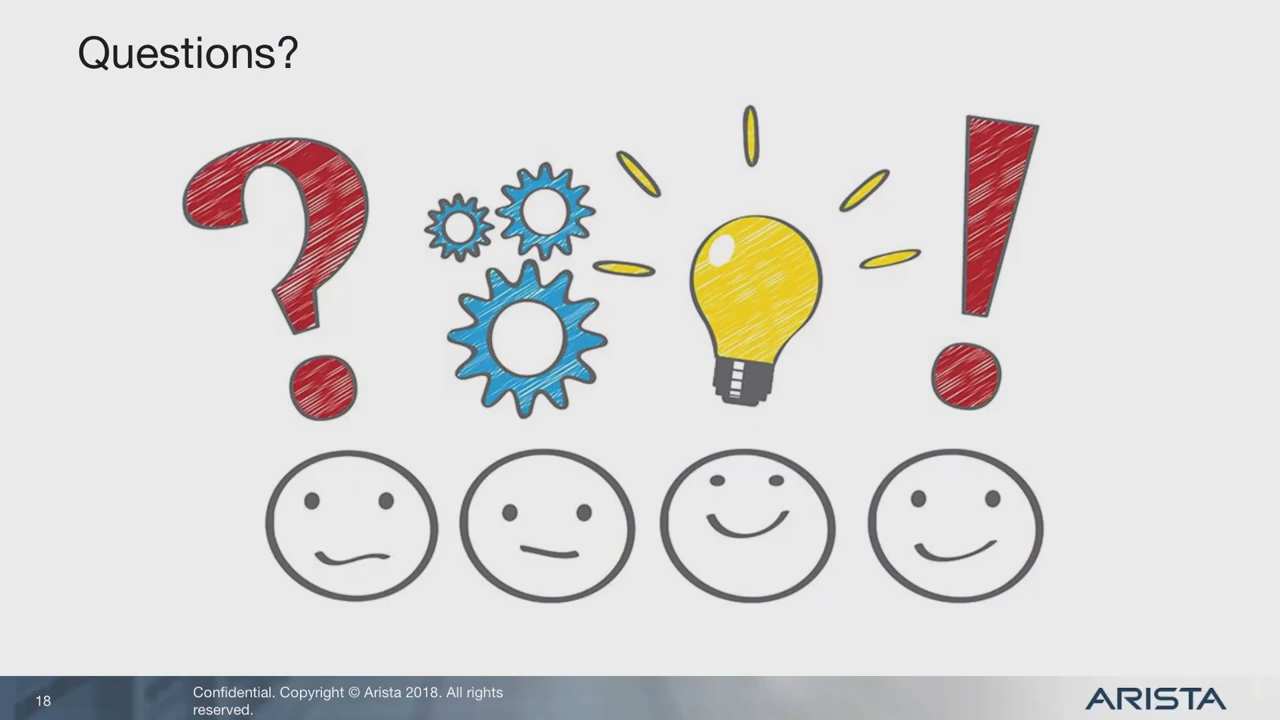 Questions?
?
!
18
Confidential. Copyright © Arista 2018. All rights
reserved.
ARISTA